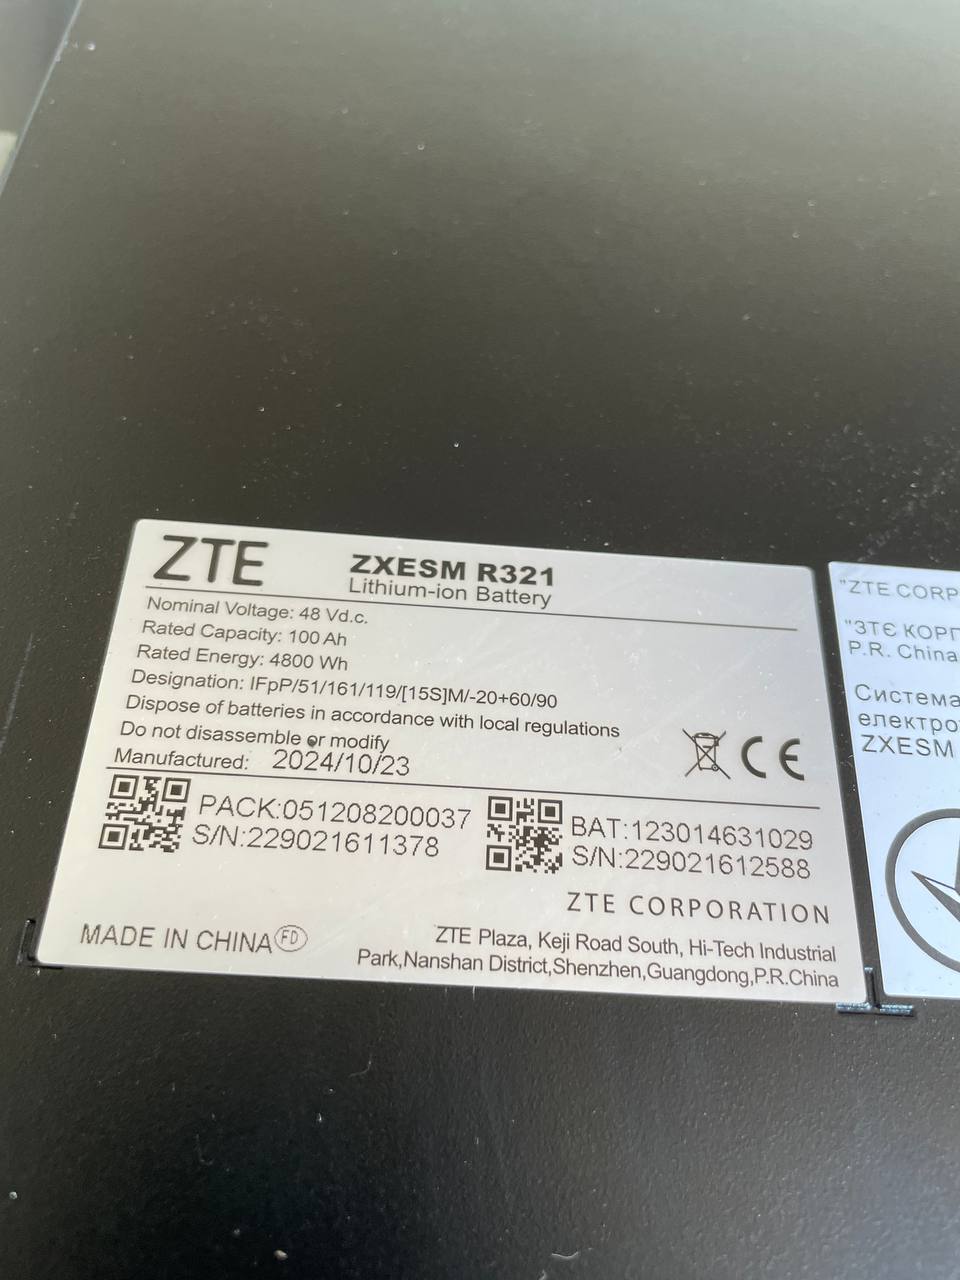 ZTE
ZXESM R321
Lithium-ion Battery
Nominal Voltage: 48 Vd.c.
Rated Capacity: 100 Ah
Rated Energy: 4800 Wh
Designation: IFpP/51/161/119/[15S]M/-20+60/90
Dispose of batteries in accordance with local regulations
Do not disassemble or modify
Manufactured: 2024/10/23
PACK:051208200037
S/N:229021611378
BAT:123014631029
S/N:229021612588
ZTE CORPORATION
MADE IN CHINA FD
ZTE Plaza, Keji Road South, Hi-Tech Industrial
Park,Nanshan District,Shenzhen,Guangdong,P.R.China
CE
"ZTE CORP
"ЗТЄ КОРП
P.R. China
Система
електро
ZXESM